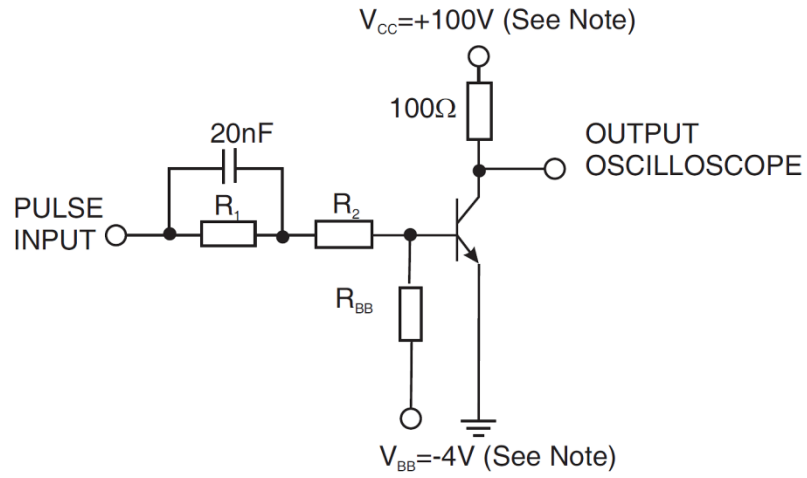 V_CC=+100V (See Note)
100Ω
20nF
OUTPUT
OSCILLOSCOPE
PULSE
INPUT
R_1
R_2
R_BB
V_BB=-4V (See Note)